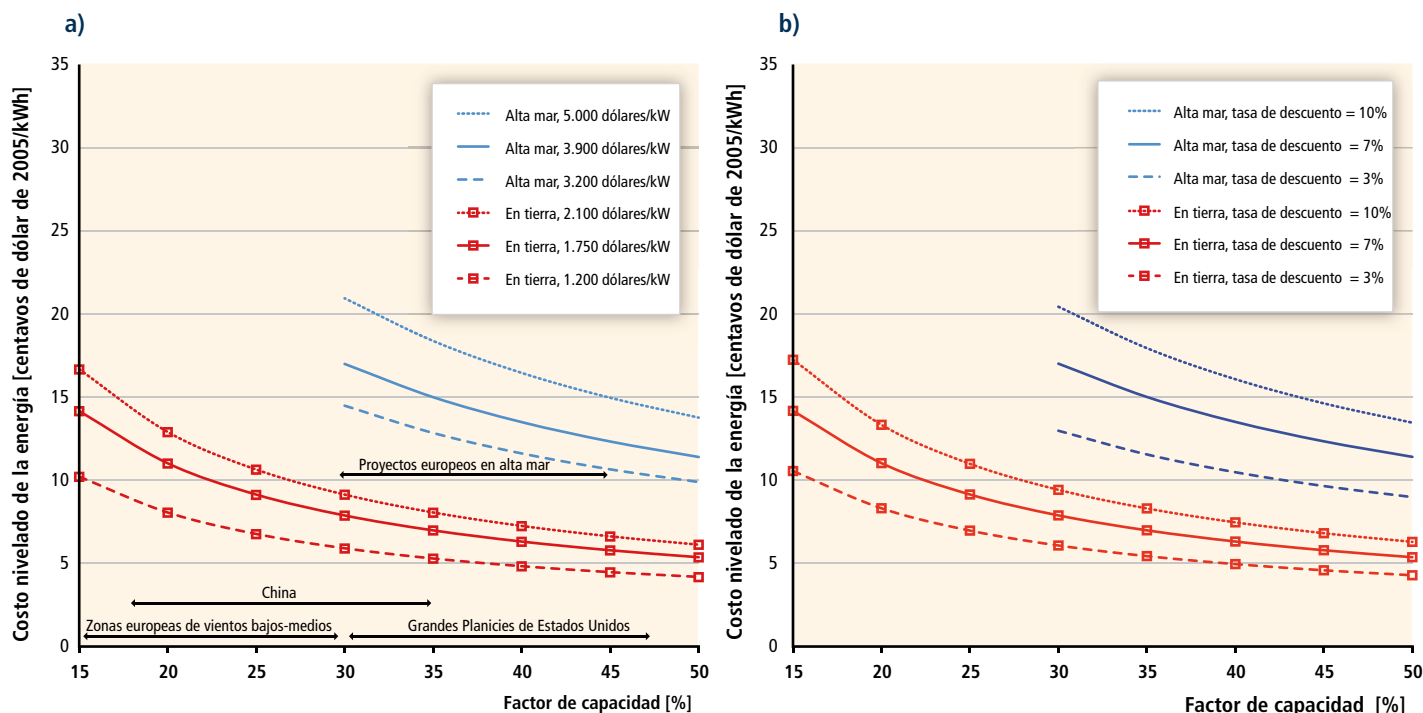 a)
Costo nivelado de la energía [centavos de dólar de 2005/kWh]
35
30
25
20
15
10
5
0
Alta mar, 5.000 dólares/kW
Alta mar, 3.900 dólares/kW
Alta mar, 3.200 dólares/kW
En tierra, 2.100 dólares/kW
En tierra, 1.750 dólares/kW
En tierra, 1.200 dólares/kW
Proyectos europeos en alta mar
China
Zonas europeas de vientos bajos-medios
Grandes Planicies de Estados Unidos
15 20 25 30 35 40 45 50
Factor de capacidad [%]
b)
Costo nivelado de la energía [centavos de dólar de 2005/kWh]
35
30
25
20
15
10
5
0
Alta mar, tasa de descuento = 10%
Alta mar, tasa de descuento = 7%
Alta mar, tasa de descuento = 3%
En tierra, tasa de descuento = 10%
En tierra, tasa de descuento = 7%
En tierra, tasa de descuento = 3%
15 20 25 30 35 40 45 50
Factor de capacidad [%]